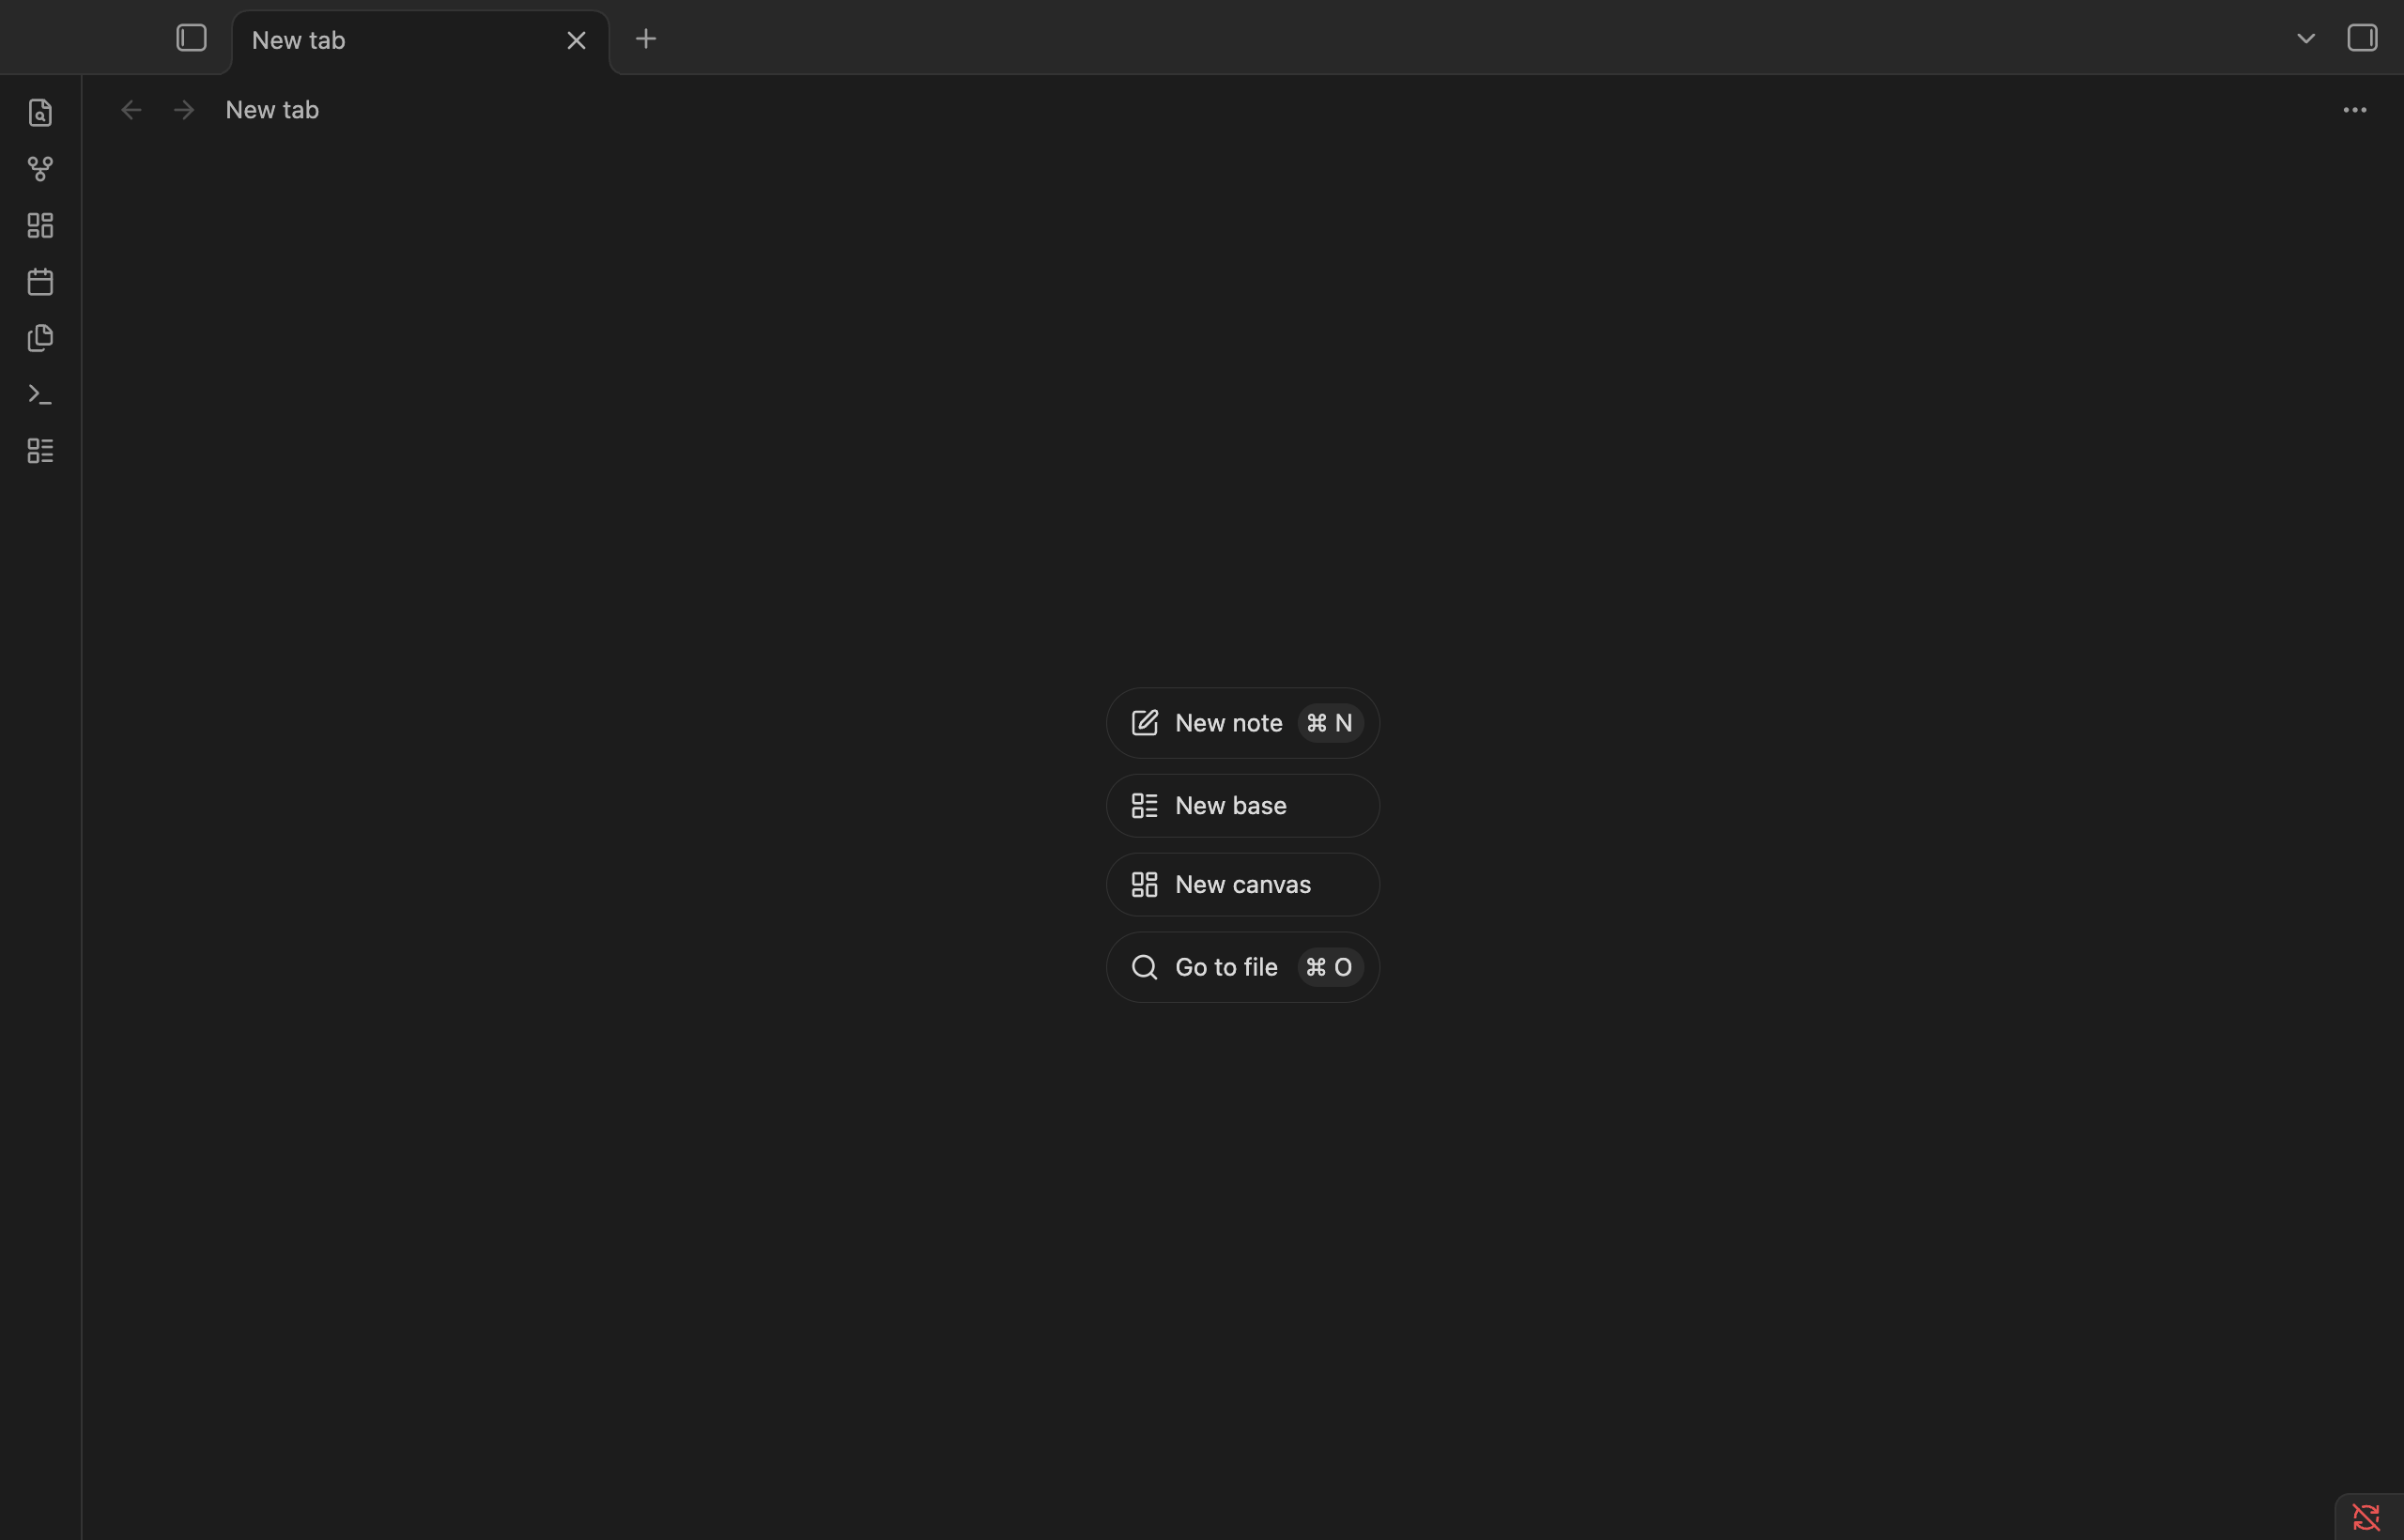 New tab
New tab
New note ⌘ N
New base
New canvas
Go to file ⌘ O